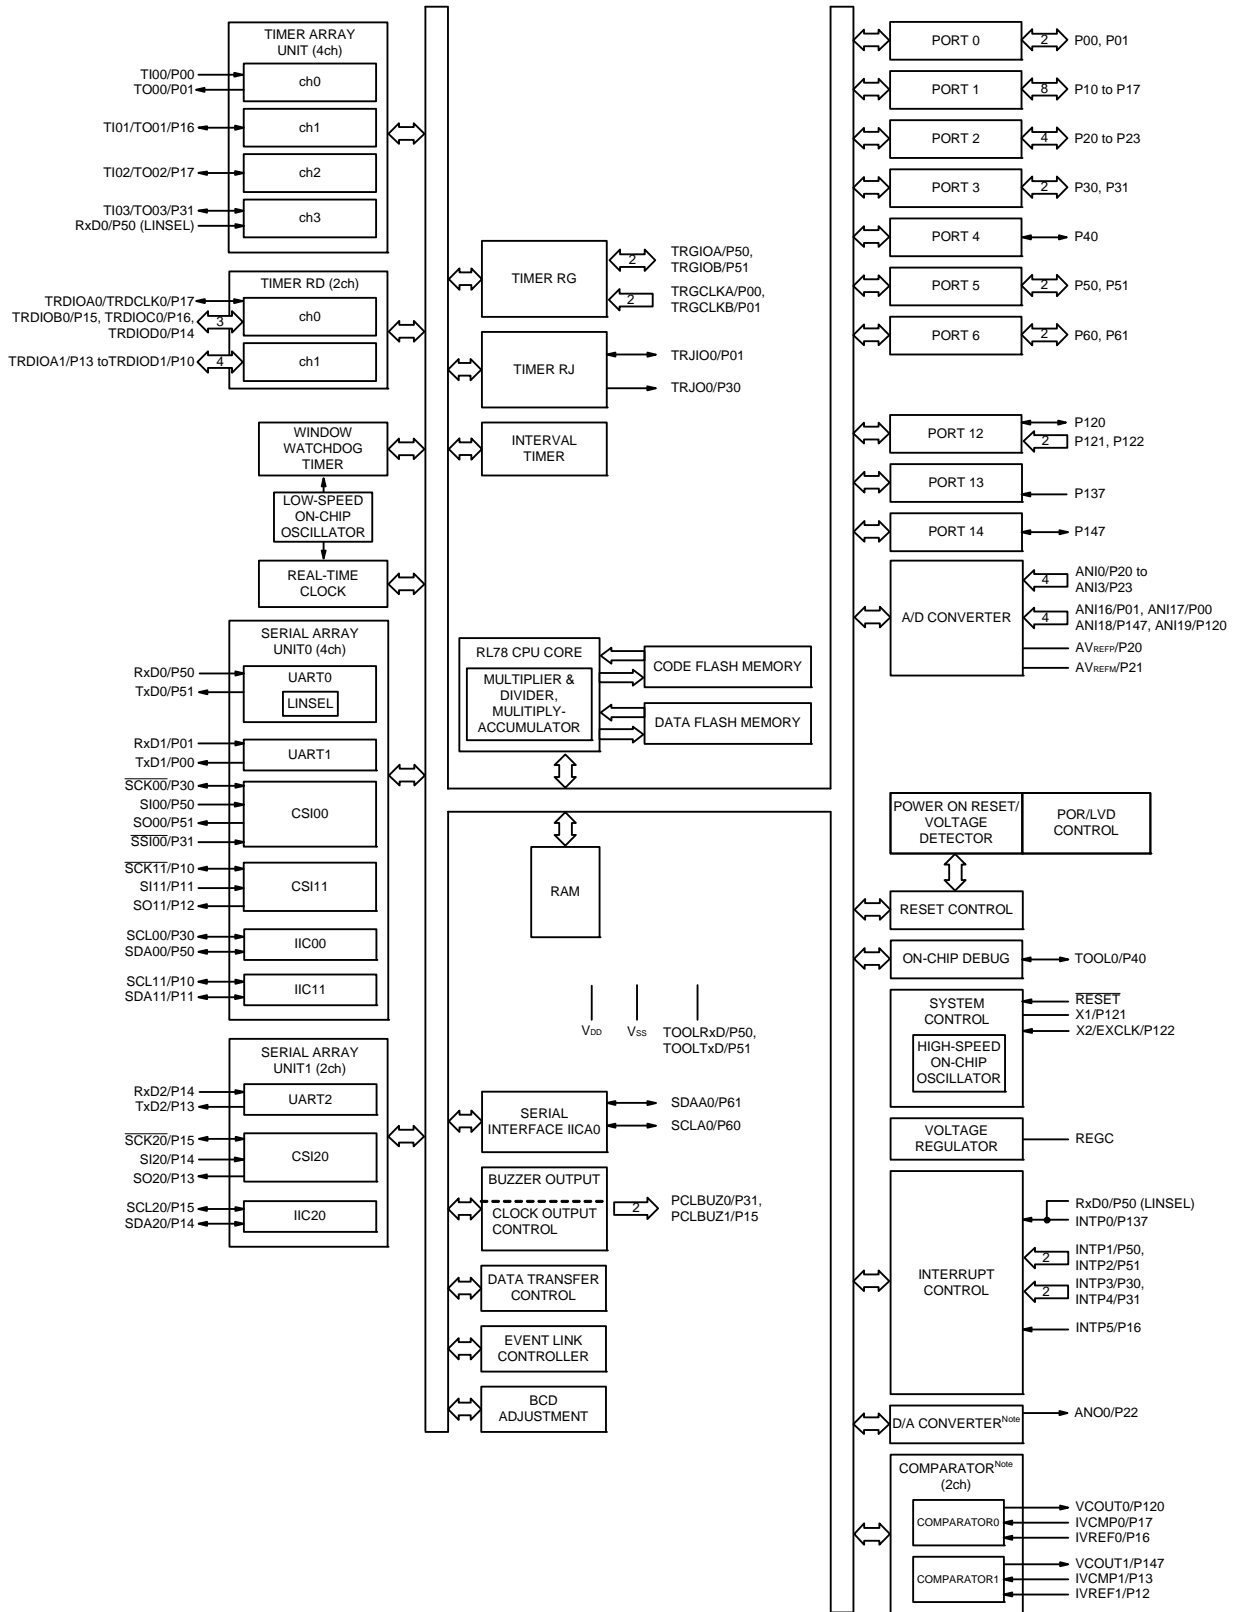 TIMER ARRAY
UNIT (4ch)
TI00/P00
TO00/P01
ch0
TI01/TO01/P16
ch1
TI02/TO02/P17
ch2
TI03/TO03/P31
RxD0/P50 (LINSEL)
ch3
TIMER RD (2ch)
TRDIOA0/TRDCLK0/P17
TRDIOB0/P15, TRDIOC0/P16,
TRDIOD0/P14
3
ch0
TRDIOA1/P13 toTRDIOD1/P10
4
ch1
WINDOW
WATCHDOG
TIMER
LOW-SPEED
ON-CHIP
OSCILLATOR
REAL-TIME
CLOCK
SERIAL ARRAY
UNIT0 (4ch)
RxD0/P50
TxD0/P51
UART0
LINSEL
RxD1/P01
TxD1/P00
UART1
SCK00/P30
SI00/P50
SO00/P51
SSI00/P31
CSI00
SCK11/P10
SI11/P11
SO11/P12
CSI11
SCL00/P30
SDA00/P50
IIC00
SCL11/P10
SDA11/P11
IIC11
SERIAL ARRAY
UNIT1 (2ch)
RxD2/P14
TxD2/P13
UART2
SCK20/P15
SI20/P14
SO20/P13
CSI20
SCL20/P15
SDA20/P14
IIC20
TIMER RG
2
TRGIOA/P50,
TRGIOB/P51
2
TRGCLKA/P00,
TRGCLKB/P01
TIMER RJ
TRJIO0/P01
TRJO0/P30
INTERVAL
TIMER
RL78 CPU CORE
MULTIPLIER &
DIVIDER,
MULITIPLY-
ACCUMULATOR
CODE FLASH MEMORY
DATA FLASH MEMORY
RAM
VDD
VSS
TOOLRxD/P50,
TOOLTxD/P51
SERIAL
INTERFACE IICA0
SDAA0/P61
SCLA0/P60
BUZZER OUTPUT
CLOCK OUTPUT
CONTROL
2
PCLBUZ0/P31,
PCLBUZ1/P15
DATA TRANSFER
CONTROL
EVENT LINK
CONTROLLER
BCD
ADJUSTMENT
PORT 0
2
P00, P01
PORT 1
8
P10 to P17
PORT 2
4
P20 to P23
PORT 3
2
P30, P31
PORT 4
P40
PORT 5
2
P50, P51
PORT 6
2
P60, P61
PORT 12
P120
2
P121, P122
PORT 13
P137
PORT 14
P147
A/D CONVERTER
4
ANI0/P20 to
ANI3/P23
4
ANI16/P01, ANI17/P00
ANI18/P147, ANI19/P120
AVREFP/P20
AVREFM/P21
POWER ON RESET/
VOLTAGE
DETECTOR
POR/LVD
CONTROL
RESET CONTROL
ON-CHIP DEBUG
TOOL0/P40
SYSTEM
CONTROL
HIGH-SPEED
ON-CHIP
OSCILLATOR
RESET
X1/P121
X2/EXCLK/P122
VOLTAGE
REGULATOR
REGC
INTERRUPT
CONTROL
RxD0/P50 (LINSEL)
INTP0/P137
2
INTP1/P50,
INTP2/P51
2
INTP3/P30,
INTP4/P31
INTP5/P16
D/A CONVERTERNote
ANO0/P22
COMPARATORNote
(2ch)
COMPARATOR0
VCOUT0/P120
IVCMP0/P17
IVREF0/P16
COMPARATOR1
VCOUT1/P147
IVCMP1/P13
IVREF1/P12